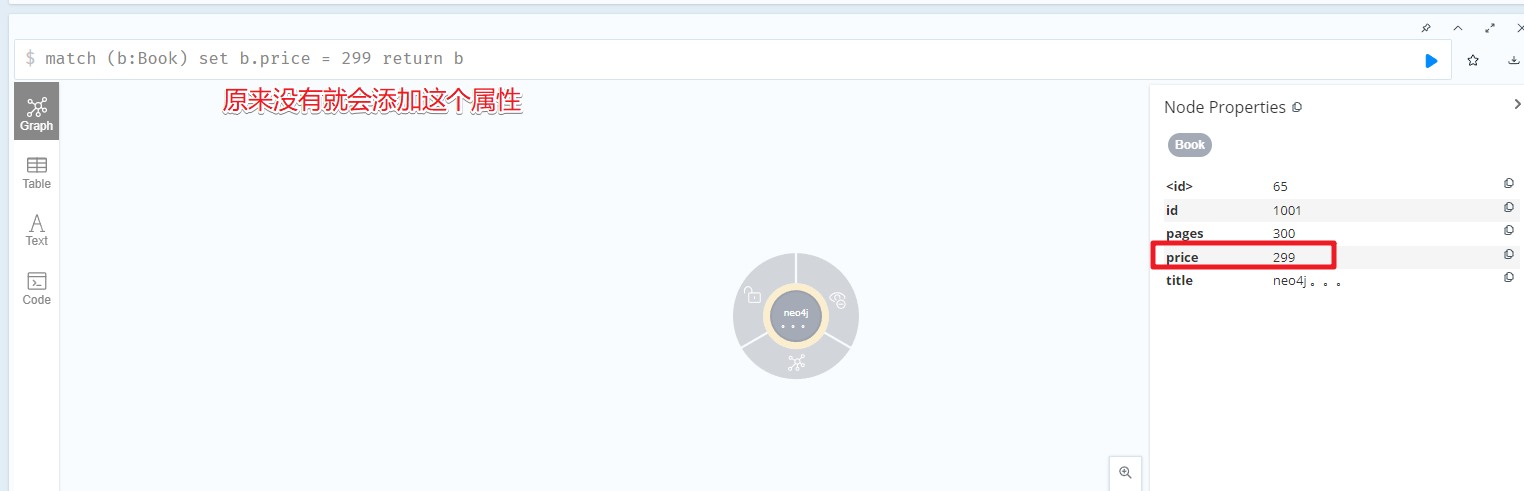 $ match (b:Book) set b.price = 299 return b
原来没有就会添加这个属性
Graph
Table
Text
Code
neo4j
。。。
Node Properties
Book
<id> 65
id 1001
pages 300
price 299
title neo4j 。。。